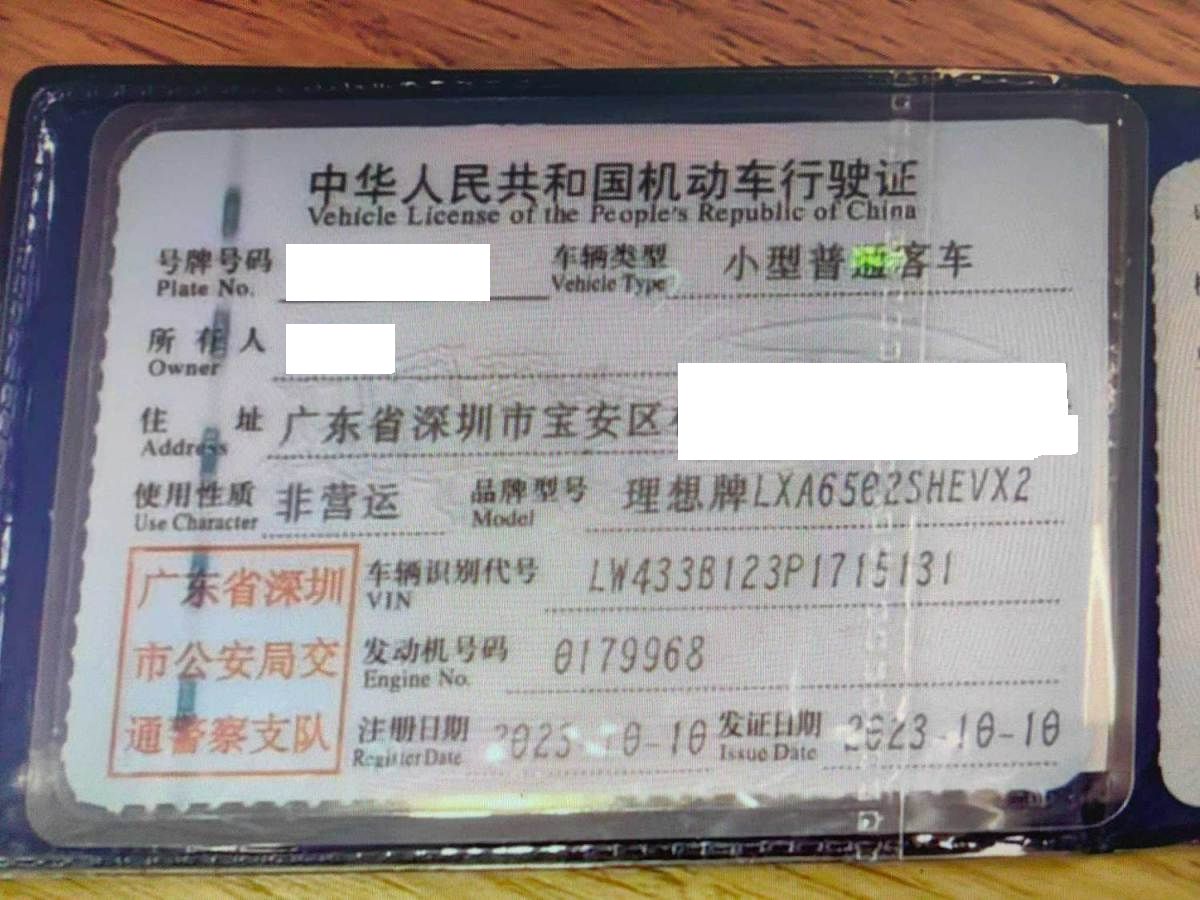 中华人民共和国机动车行驶证
Vehicle License of the People's Republic of China
号牌号码 车辆类型 小型普通客车
Plate No. Vehicle Type
所有人
Owner
住址 广东省深圳市宝安区
Address
使用性质 非营运 品牌型号 理想牌LXA6502SHEVX2
Use Character Model
车辆识别代号 LW433B123P1715131
VIN
发动机号码 0179968
Engine No.
注册日期 发证日期 2023-10-10
Register Date Issue Date
广东省深圳
市公安局交
通警察支队